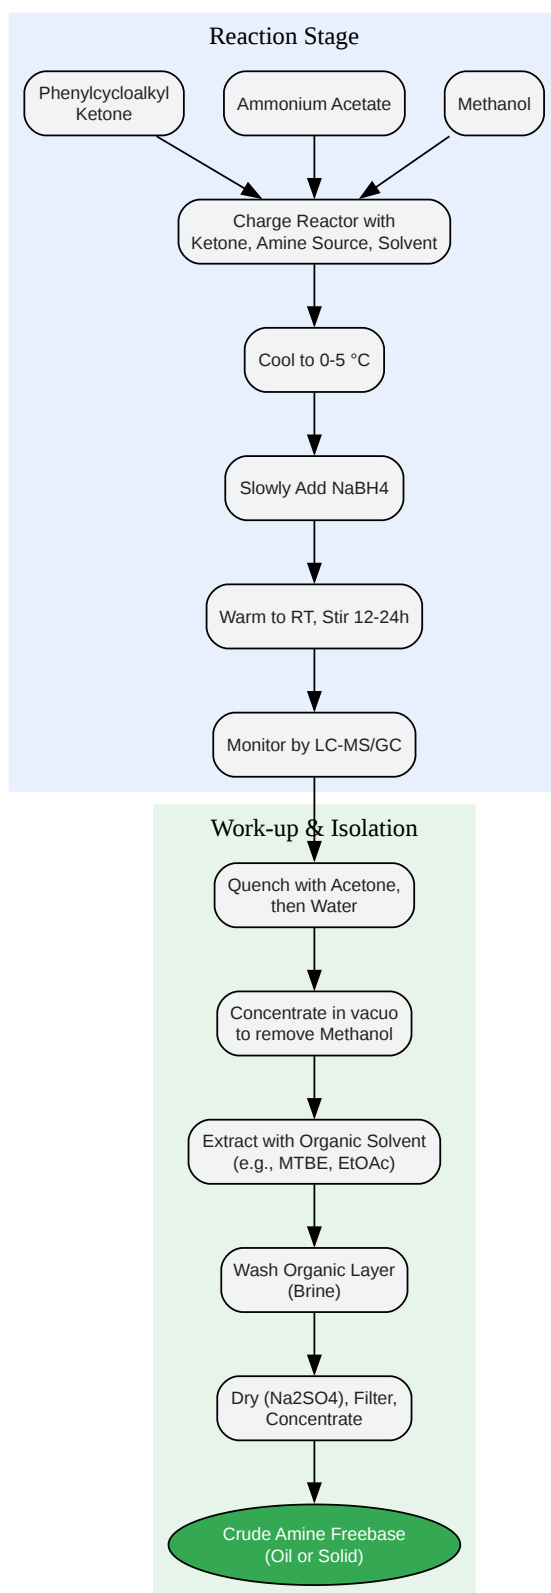 Reaction Stage
Phenylcycloalkyl
Ketone
Ammonium Acetate
Methanol
Charge Reactor with
Ketone, Amine Source, Solvent
Cool to 0-5 °C
Slowly Add NaBH4
Warm to RT, Stir 12-24h
Monitor by LC-MS/GC
Work-up & Isolation
Quench with Acetone,
then Water
Concentrate in vacuo
to remove Methanol
Extract with Organic Solvent
(e.g., MTBE, EtOAc)
Wash Organic Layer
(Brine)
Dry (Na2SO4), Filter,
Concentrate
Crude Amine Freebase
(Oil or Solid)